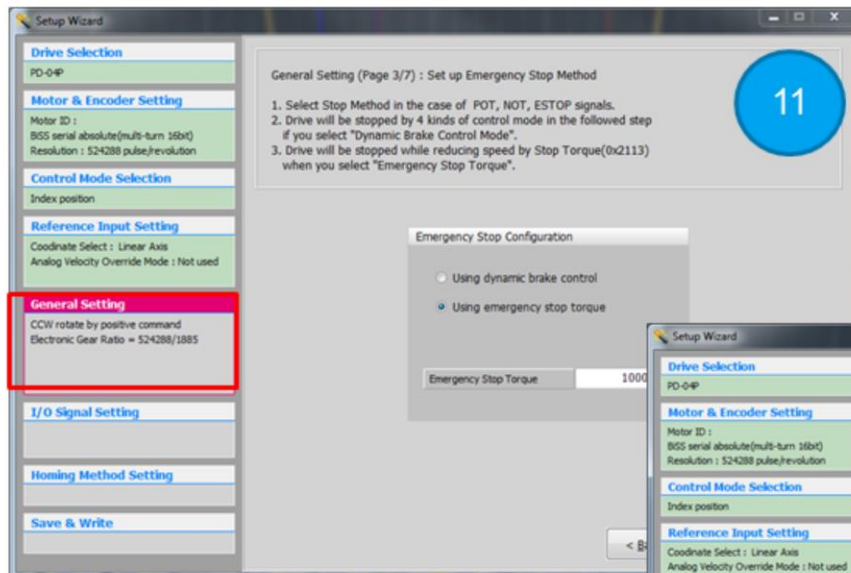 Setup Wizard
Drive Selection
PD-04P
Motor & Encoder Setting
Motor ID :
BiSS serial absolute(multi-turn 16bit)
Resolution : 524288 pulse/revolution
Control Mode Selection
Index position
Reference Input Setting
Coodinate Select : Linear Axis
Analog Velocity Override Mode : Not used
General Setting
CCW rotate by positive command
Electronic Gear Ratio = 524288/1885
I/O Signal Setting
Homing Method Setting
Save & Write
General Setting (Page 3/7) : Set up Emergency Stop Method
1. Select Stop Method in the case of POT, NOT, ESTOP signals.
2. Drive will be stopped by 4 kinds of control mode in the followed step
if you select "Dynamic Brake Control Mode".
3. Drive will be stopped while reducing speed by Stop Torque(0x2113)
when you select "Emergency Stop Torque".
11
Emergency Stop Configuration
Using dynamic brake control
Using emergency stop torque
Emergency Stop Torque 1000
< Ba
Setup Wizard
Drive Selection
PD-04P
Motor & Encoder Setting
Motor ID :
BiSS serial absolute(multi-turn 16bit)
Resolution : 524288 pulse/revolution
Control Mode Selection
Index position
Reference Input Setting
Coodinate Select : Linear Axis
Analog Velocity Override Mode : Not used